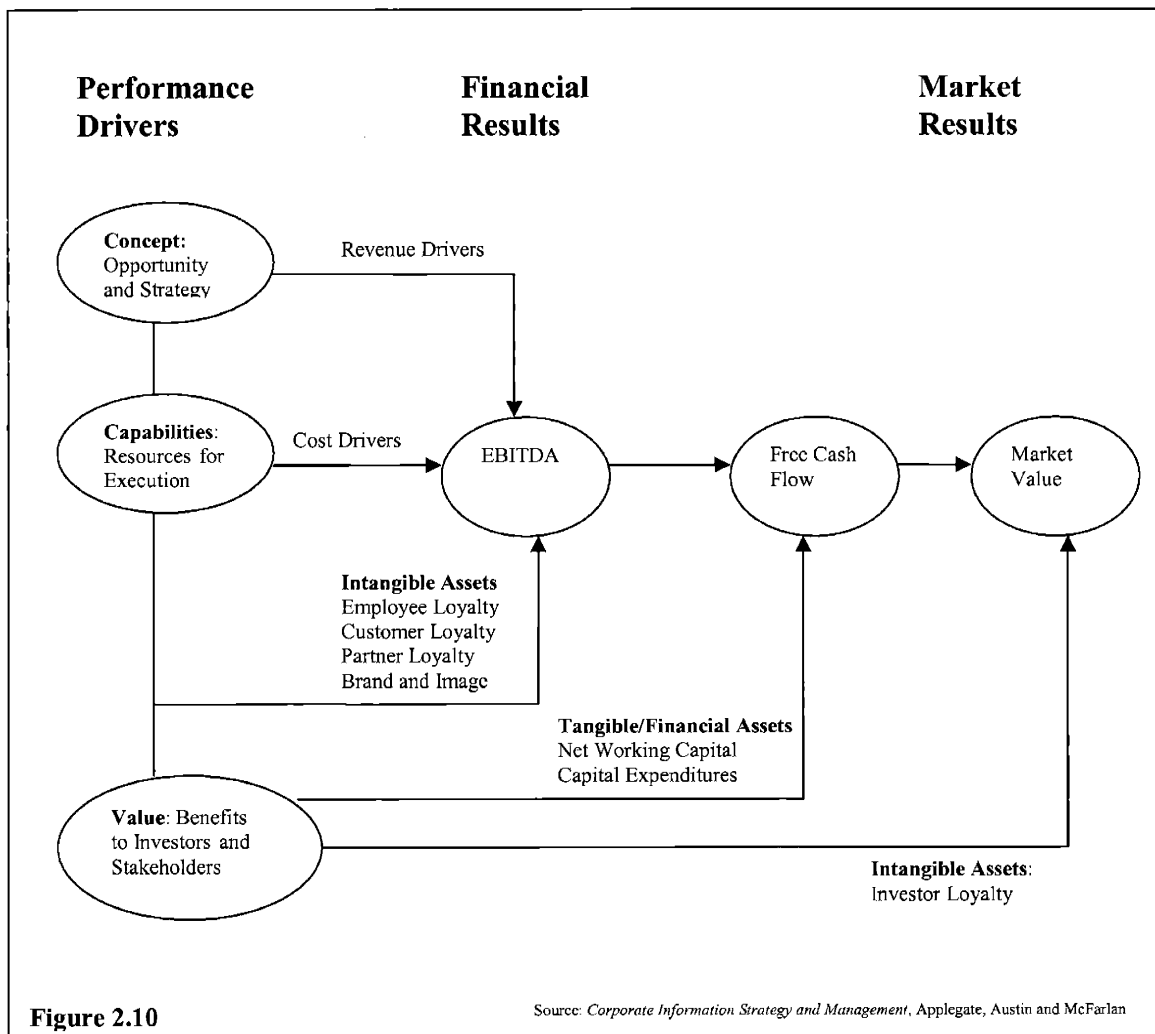 Performance
Drivers
Financial
Results
Market
Results
Concept:
Opportunity
and Strategy
Revenue Drivers
Capabilities:
Resources for
Execution
Cost Drivers
EBITDA
Free Cash
Flow
Market
Value
Intangible Assets
Employee Loyalty
Customer Loyalty
Partner Loyalty
Brand and Image
Tangible/Financial Assets
Net Working Capital
Capital Expenditures
Value: Benefits
to Investors and
Stakeholders
Intangible Assets:
Investor Loyalty
Figure 2.10
Source: Corporate Information Strategy and Management, Applegate, Austin and McFarlan